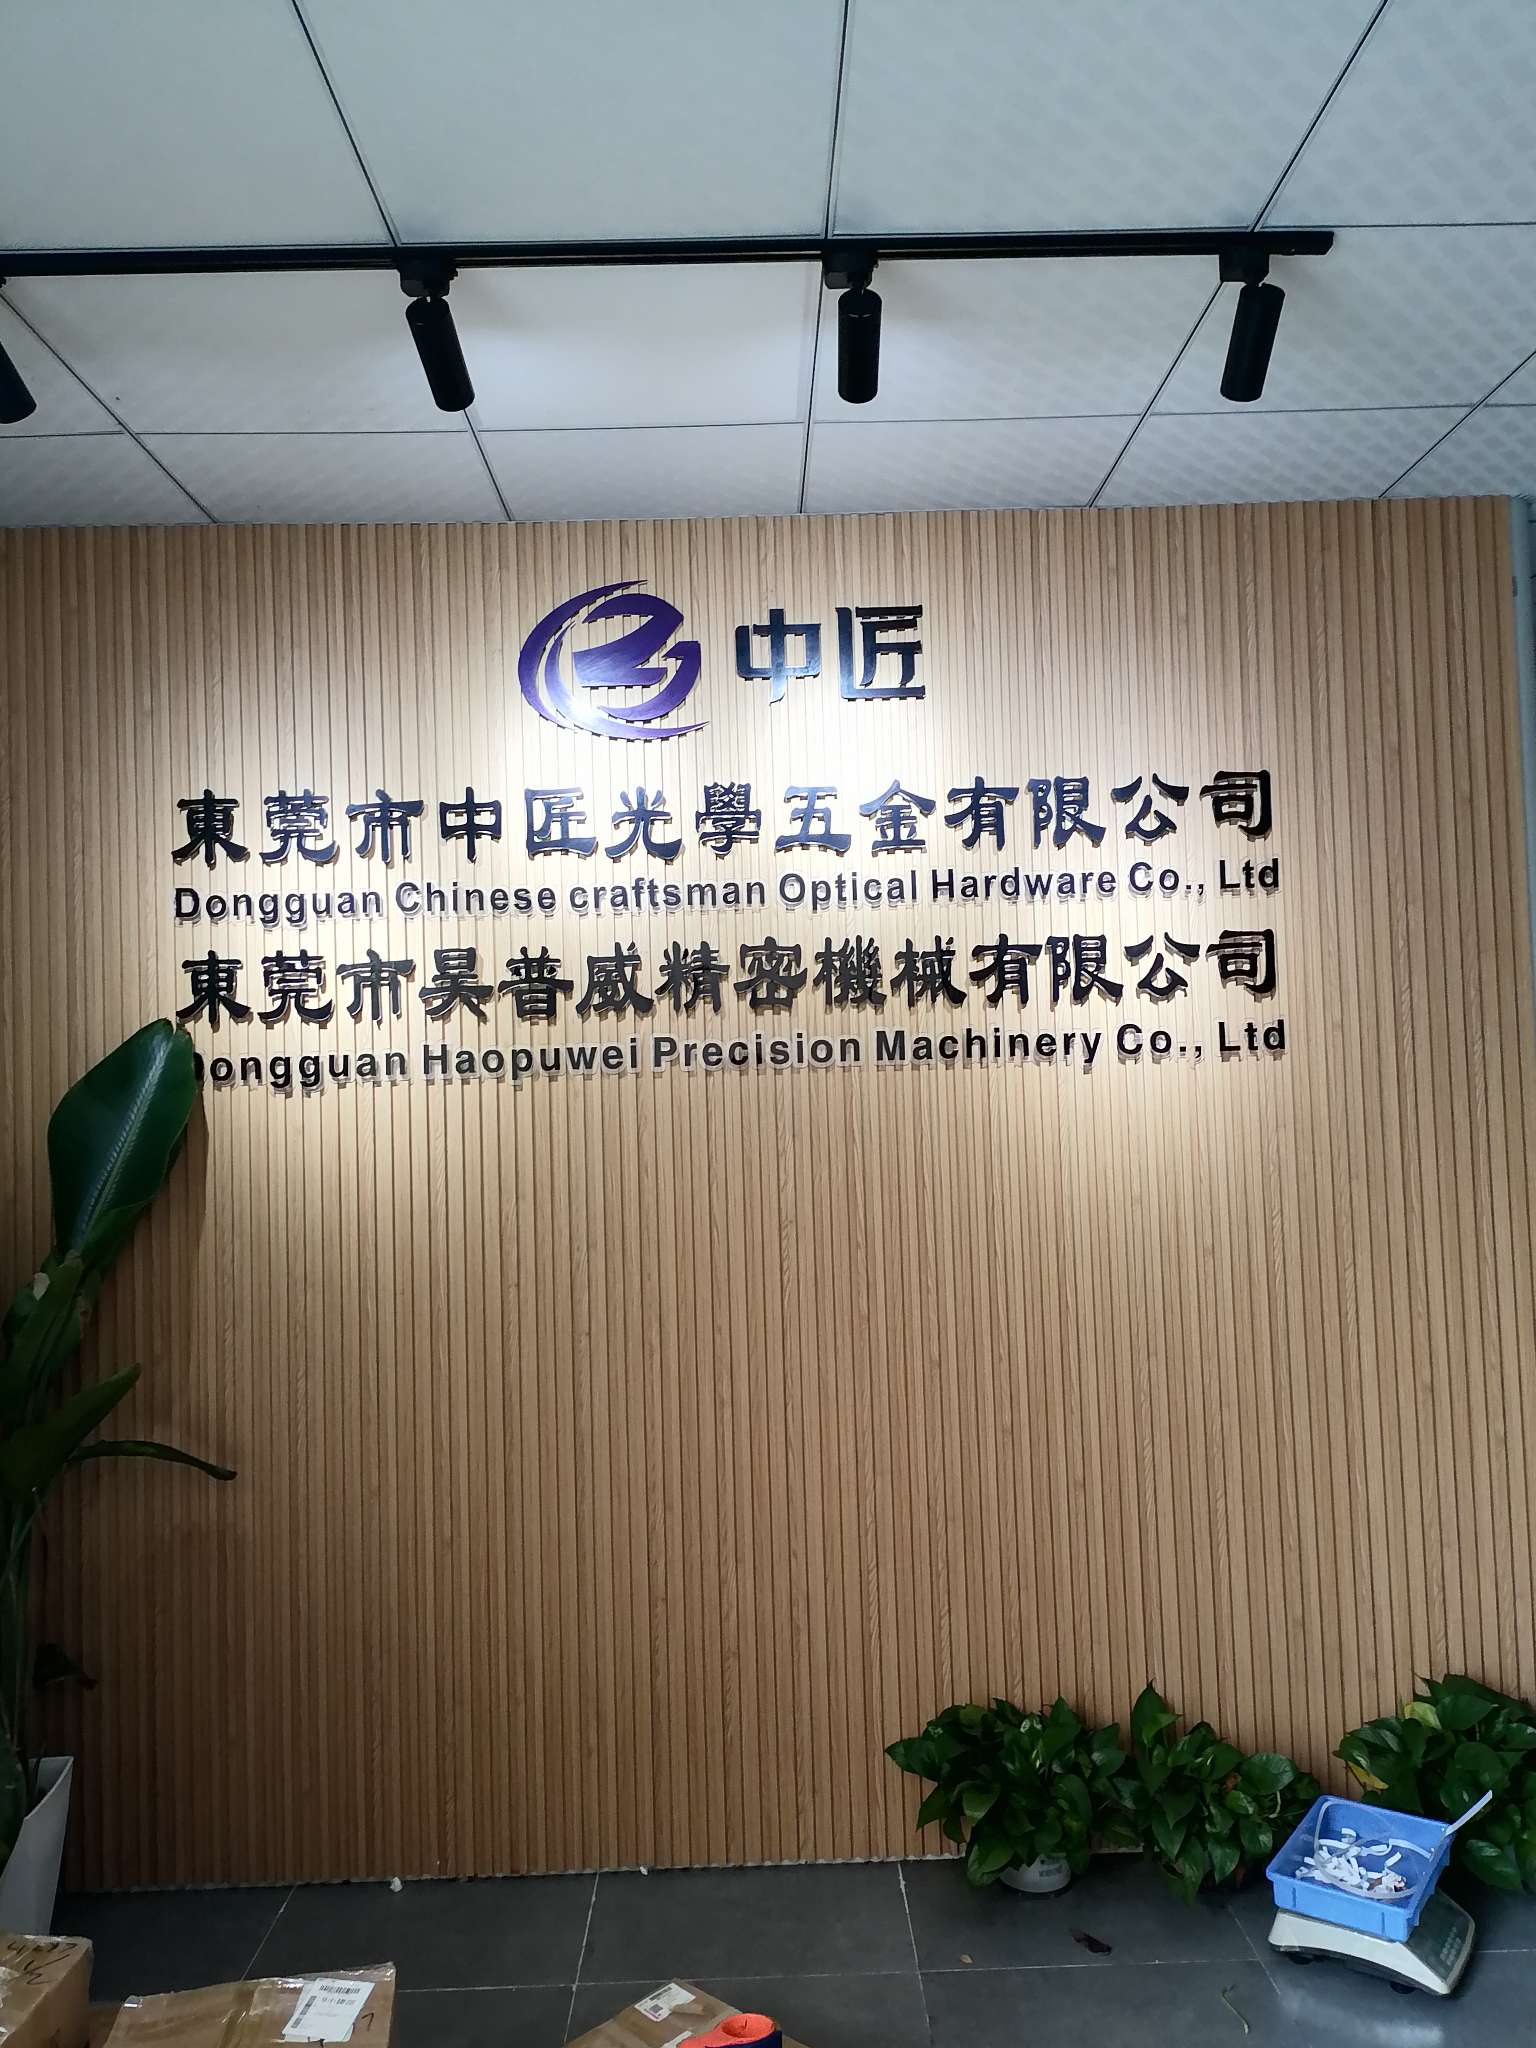 中匠
東莞市中匠光學五金有限公司
Dongguan Chinese craftsman Optical Hardware Co., Ltd
東莞市昊普威精密機械有限公司
Dongguan Haopuwei Precision Machinery Co., Ltd